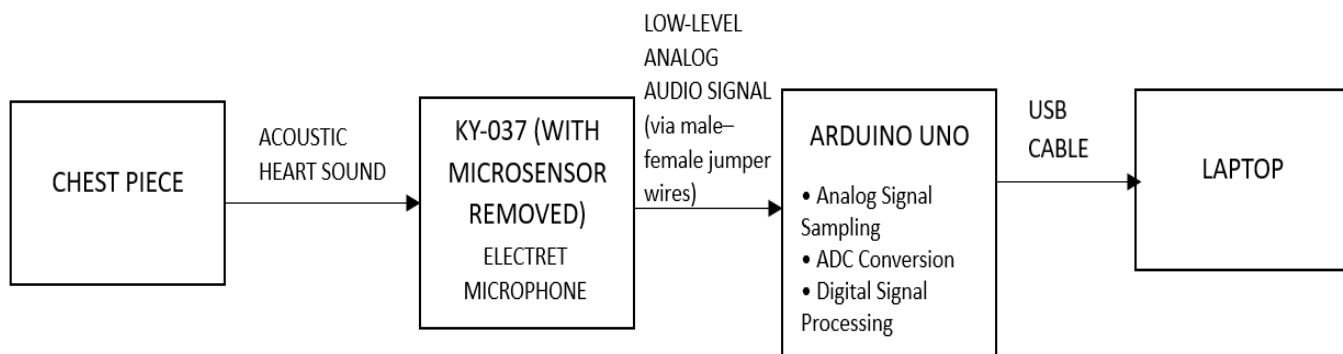 CHEST PIECE
ACOUSTIC
HEART SOUND
KY-037 (WITH
MICROSENSOR
REMOVED)
ELECTRET
MICROPHONE
LOW-LEVEL
ANALOG
AUDIO SIGNAL
(via male–
female jumper
wires)
ARDUINO UNO
• Analog Signal
Sampling
• ADC Conversion
• Digital Signal
Processing
USB
CABLE
LAPTOP